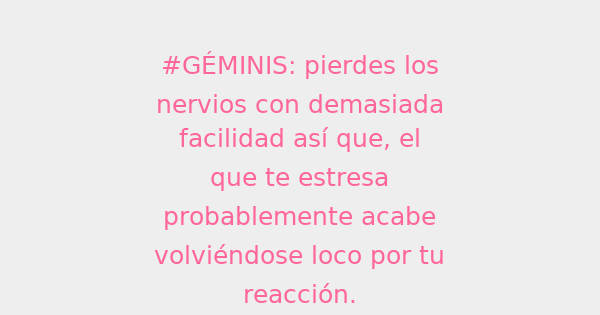 #GÉMINIS: pierdes los
nervios con demasiada
facilidad así que, el
que te estresa
probablemente acabe
volviéndose loco por tu
reacción.